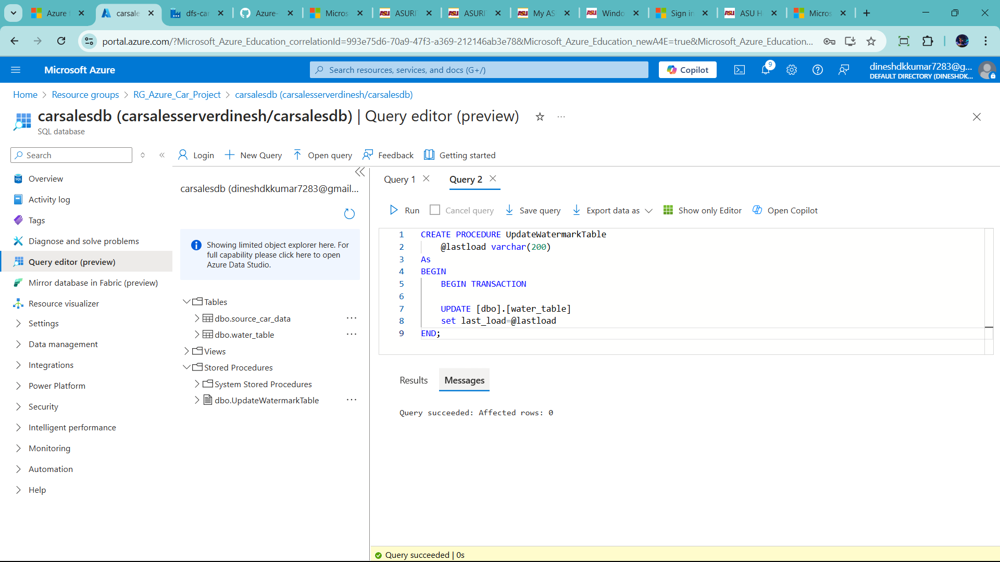 Azure
carsale
dfs-car
Azure-
Micros
ASURI
ASURI
My AS
Windo
Sign in
ASU H
Micros
portal.azure.com/?Microsoft_Azure_Education_correlationId=993e75d6-70a9-47f3-a369-212146ab3e78&Microsoft_Azure_Education_newA4E=true&Microsoft_Azure_Education...
Microsoft Azure
Search resources, services, and docs (G+/)
Copilot
9
dineshdkkumar7283@g...
DEFAULT DIRECTORY (DINESHDK...
Home > Resource groups > RG_Azure_Car_Project > carsalesdb (carsalesserverdinesh/carsalesdb)
carsalesdb (carsalesserverdinesh/carsalesdb) | Query editor (preview)
SQL database
Search
Login
New Query
Open query
Feedback
Getting started
Overview
Activity log
Tags
Diagnose and solve problems
Query editor (preview)
Mirror database in Fabric (preview)
Resource visualizer
Settings
Data management
Integrations
Power Platform
Security
Intelligent performance
Monitoring
Automation
Help
carsalesdb (dineshdkkumar7283@gmail...
Showing limited object explorer here. For
full capability please click here to open
Azure Data Studio.
Tables
dbo.source_car_data
dbo.water_table
Views
Stored Procedures
System Stored Procedures
dbo.UpdateWatermarkTable
Query 1
Query 2
Run
Cancel query
Save query
Export data as
Show only Editor
Open Copilot
1 CREATE PROCEDURE UpdateWatermarkTable
2 @lastload varchar(200)
3 As
4 BEGIN
5 BEGIN TRANSACTION
6
7 UPDATE [dbo].[water_table]
8 set last_load=@lastload
9 END;
Results
Messages
Query succeeded: Affected rows: 0
Query succeeded | 0s